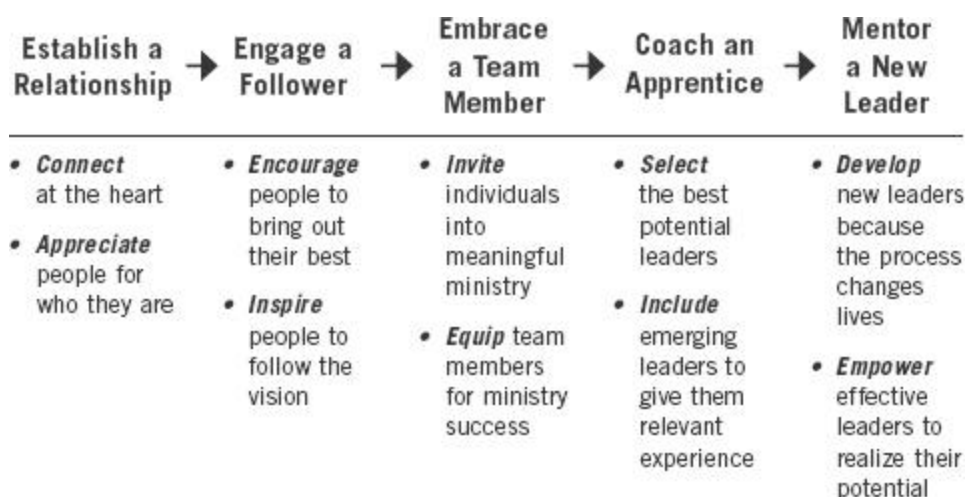 Establish a
Relationship
Engage a
Follower
Embrace
a Team
Member
Coach an
Apprentice
Mentor
a New
Leader
• Connect
at the heart
• Appreciate
people for
who they are
• Encourage
people to
bring out
their best
• Inspire
people to
follow the
vision
• Invite
individuals
into
meaningful
ministry
• Equip team
members
for ministry
success
• Select
the best
potential
leaders
• Include
emerging
leaders to
give them
relevant
experience
• Develop
new leaders
because
the process
changes
lives
• Empower
effective
leaders to
realize their
potential